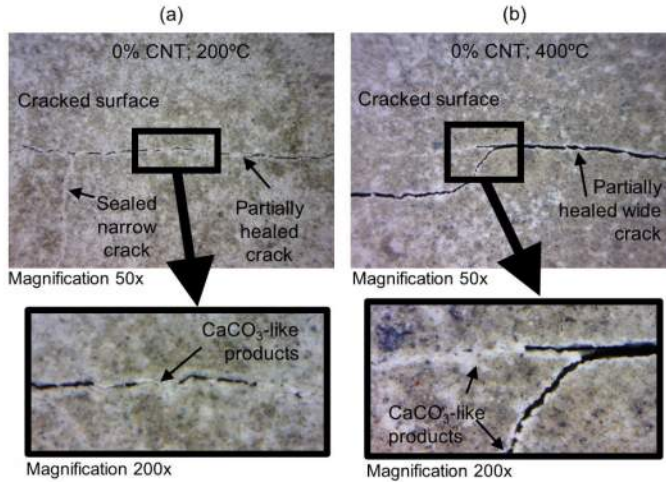 (a)
0% CNT; 200ºC
Cracked surface
Sealed
narrow
crack
Partially
healed
crack
Magnification 50x
CaCO₃-like
products
Magnification 200x
(b)
0% CNT; 400ºC
Cracked surface
Partially
healed wide
crack
Magnification 50x
CaCO₃-like
products
Magnification 200x